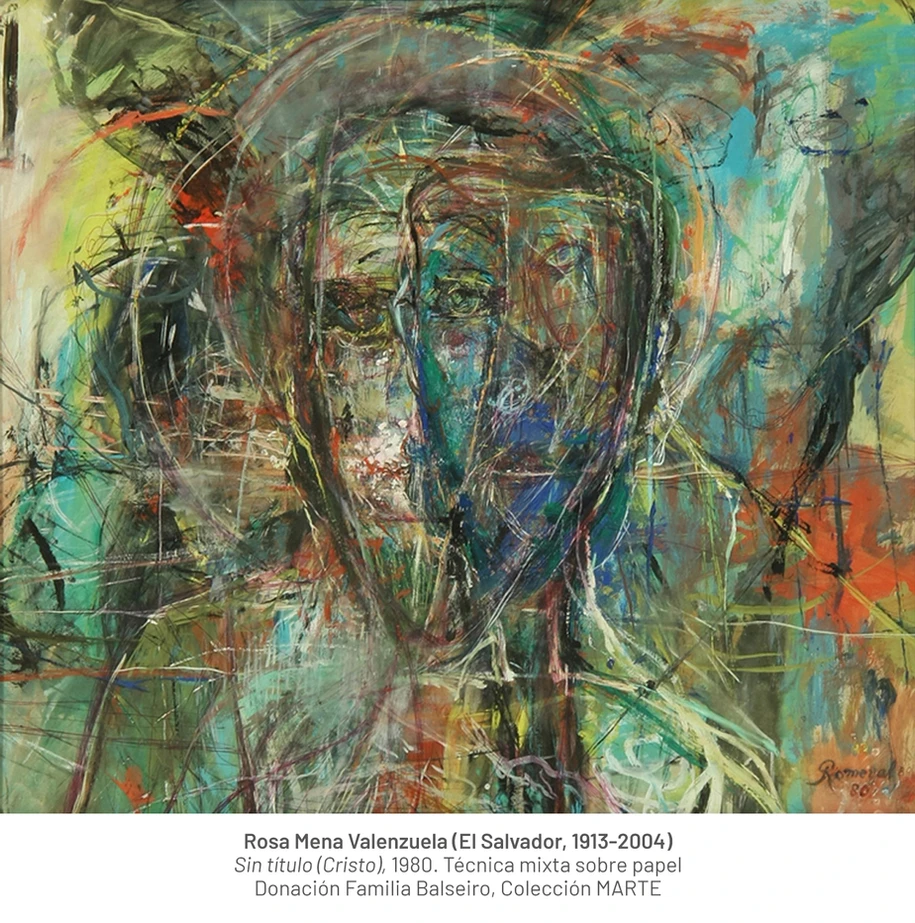 Romeval
80
Rosa Mena Valenzuela (El Salvador, 1913-2004)
Sin título (Cristo), 1980. Técnica mixta sobre papel
Donación Familia Balseiro, Colección MARTE